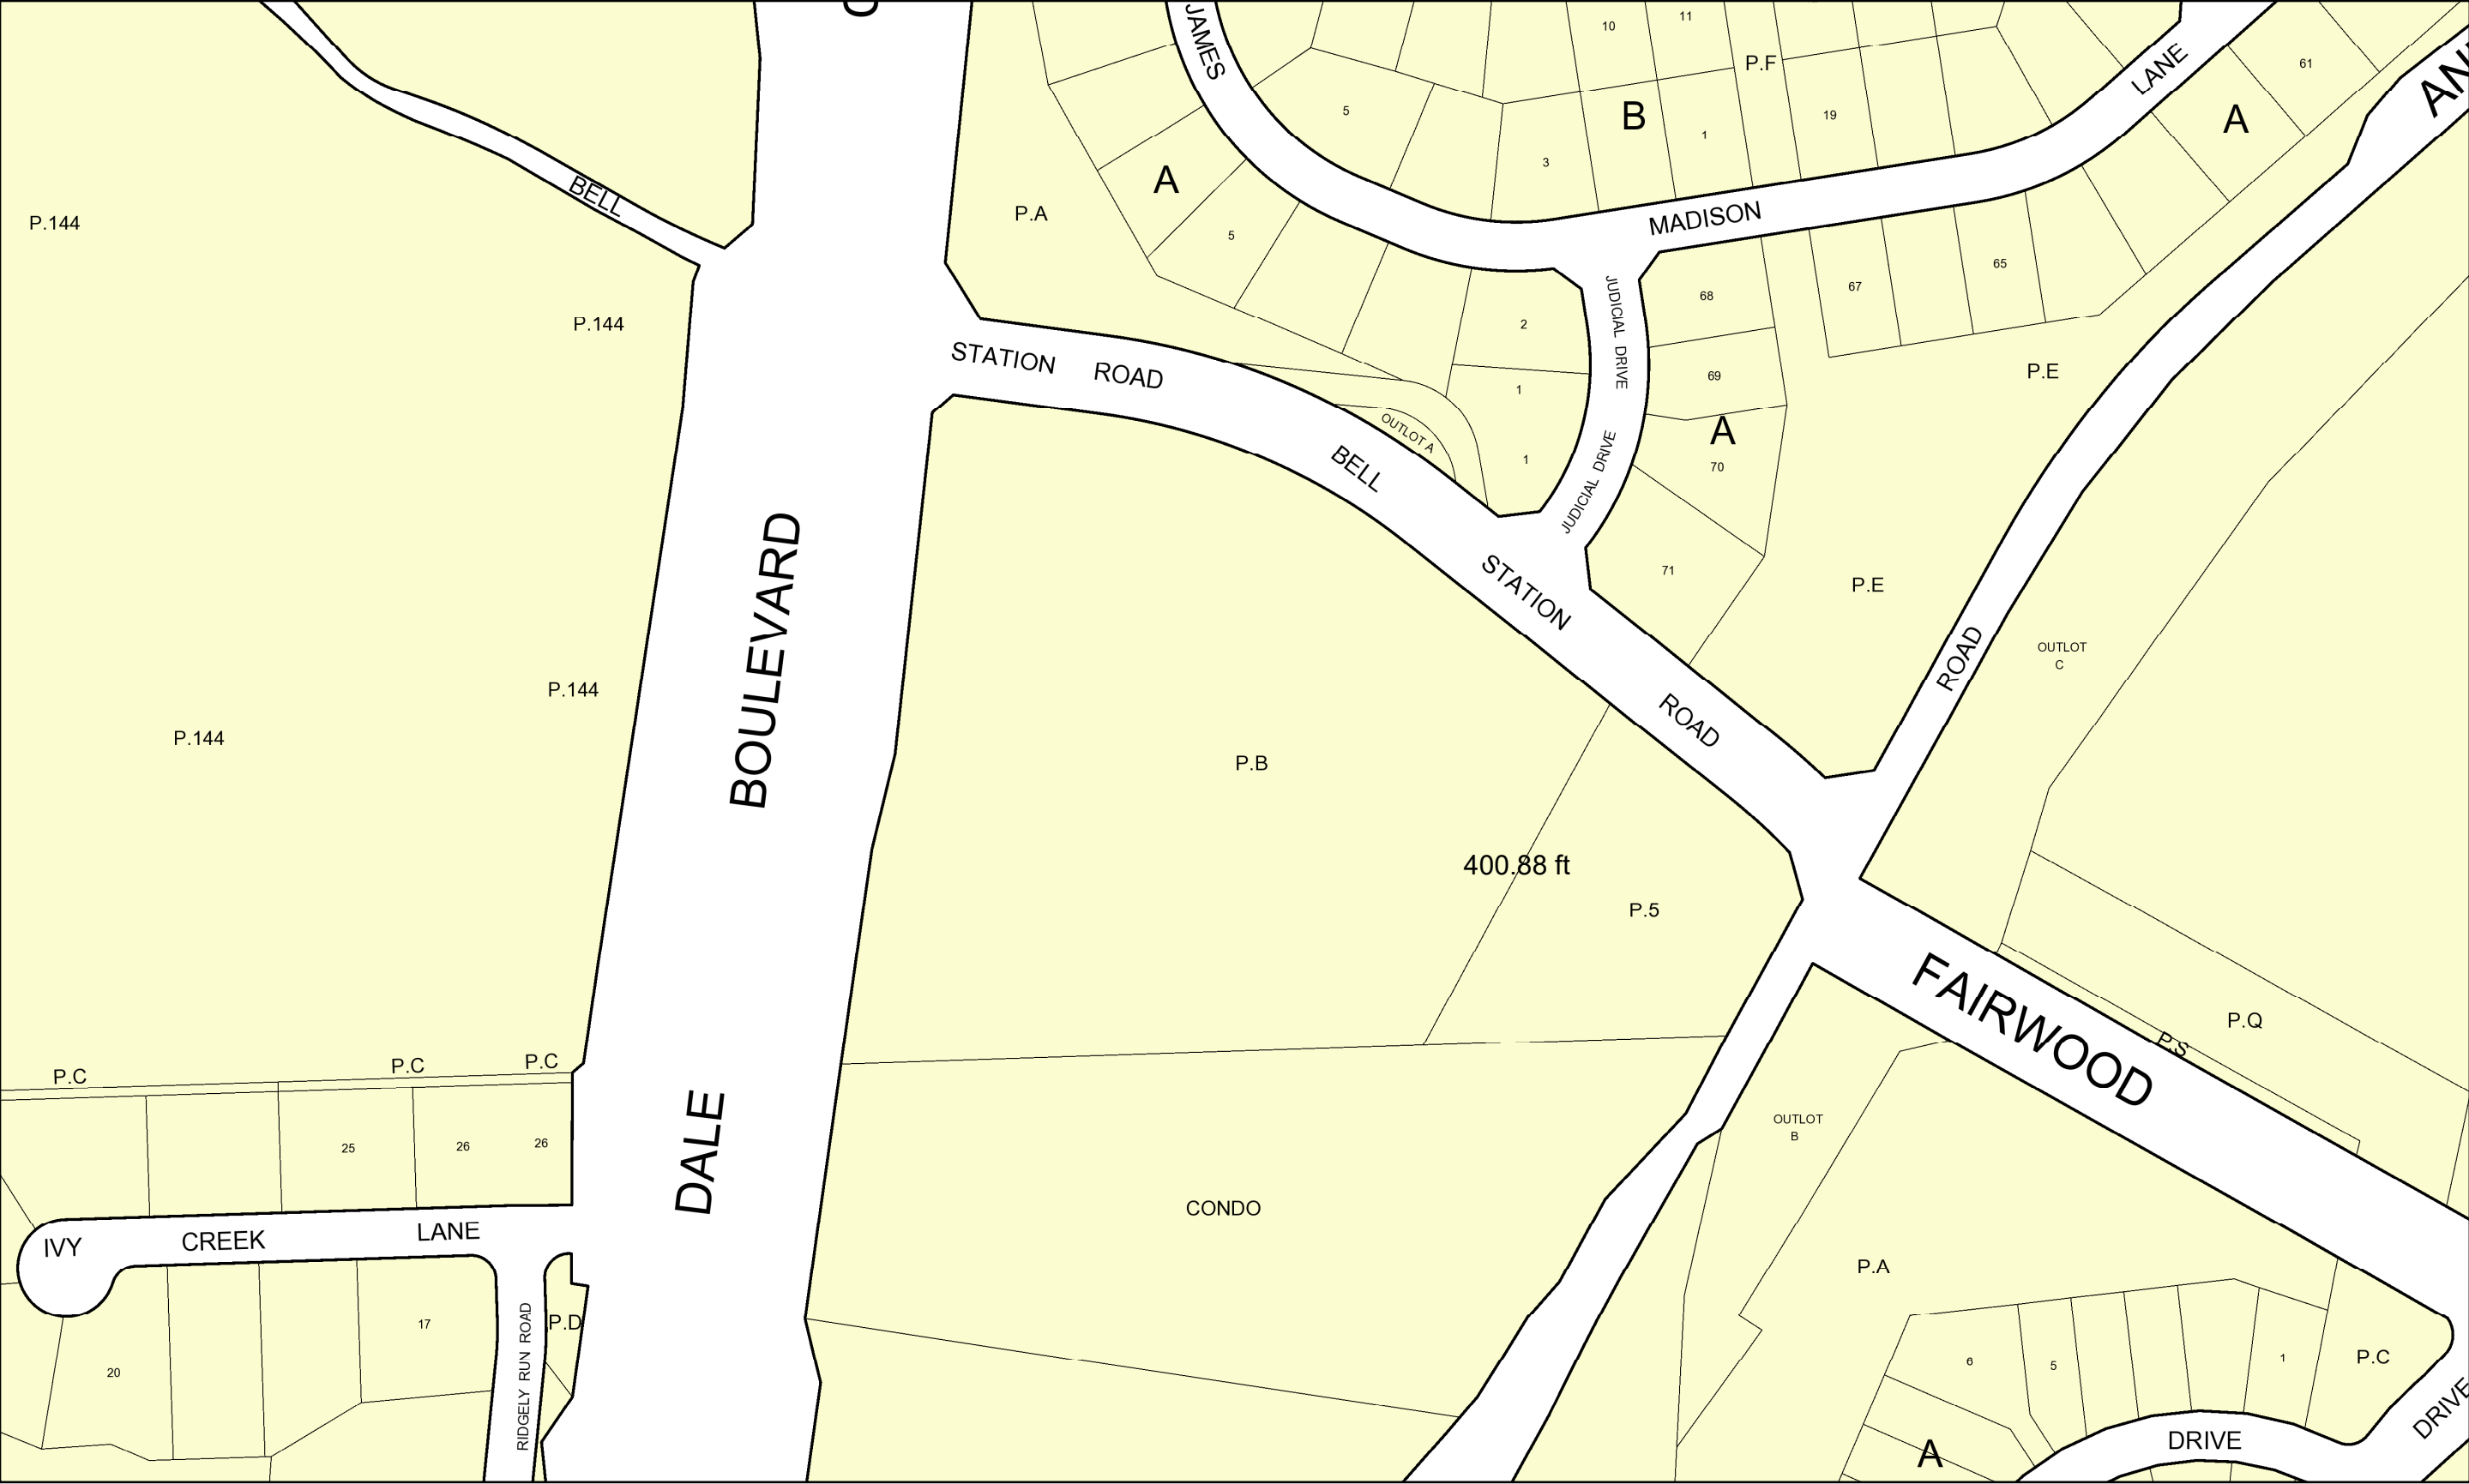 JAMES
10
11
P.F
LANE
61
AN
A
5
B
1
19
3
A
BELL
P.144
P.A
MADISON
5
68
67
65
P.144
2
JUDICIAL DRIVE
STATION ROAD
69
P.E
1
OUTLOT A
A
70
BELL
1
JUDICIAL DRIVE
71
STATION
P.E
BOULEVARD
ROAD
OUTLOT
C
P.144
P.144
ROAD
P.B
400.88 ft
P.5
FAIRWOOD
P.Q
P.S
P.C
P.C
P.C
25
26
26
DALE
OUTLOT
B
CONDO
IVY CREEK LANE
P.A
RIDGELY RUN ROAD
P.D
17
20
6
5
1
P.C
DRIVE
A
DRIVE